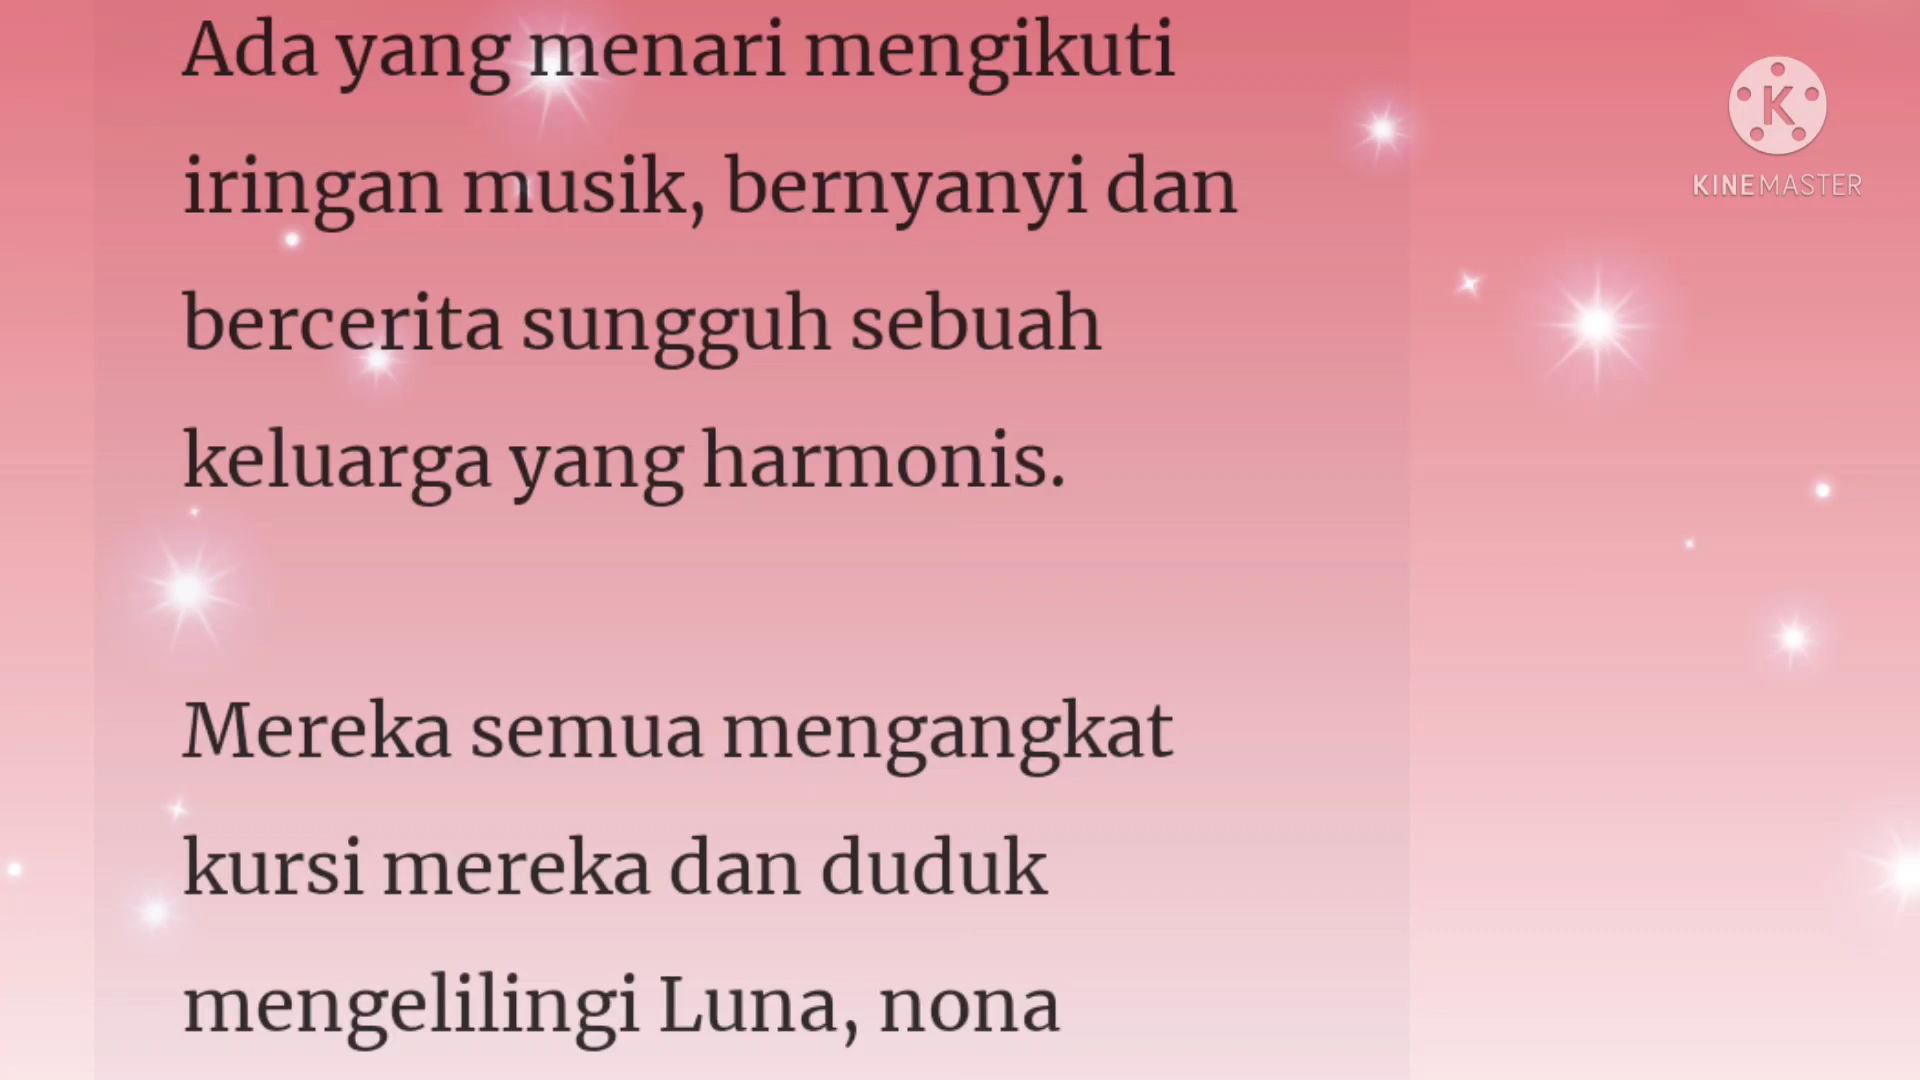 Ada yang menari mengikuti
iringan musik, bernyanyi dan
bercerita sungguh sebuah
keluarga yang harmonis.
Mereka semua mengangkat
kursi mereka dan duduk
mengelilingi Luna, nona
K
KINEMASTER